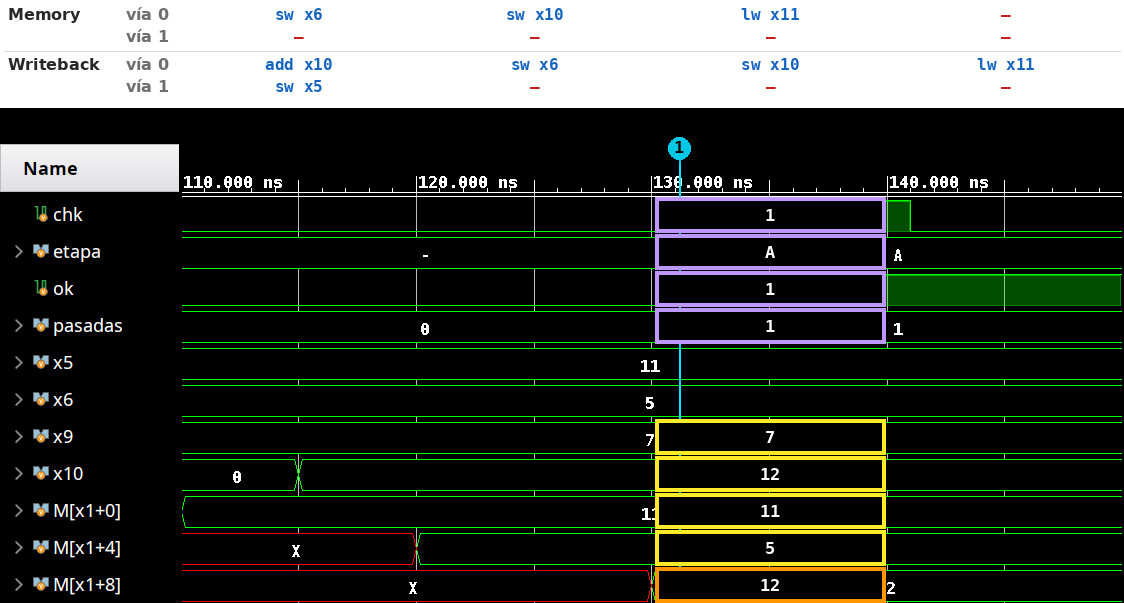 Memory vía 0 sw x6 sw x10 lw x11 –
vía 1 – – – –
Writeback vía 0 add x10 sw x6 sw x10 lw x11
vía 1 sw x5 – – –
1
Name 110.000 ns 120.000 ns 130.000 ns 140.000 ns
chk 1
etapa - A A
ok 1
pasadas 0 1 1
x5 11
x6 5
x9 7 7
x10 0 12
M[x1+0] 11 11
M[x1+4] X 5
M[x1+8] X 12 2